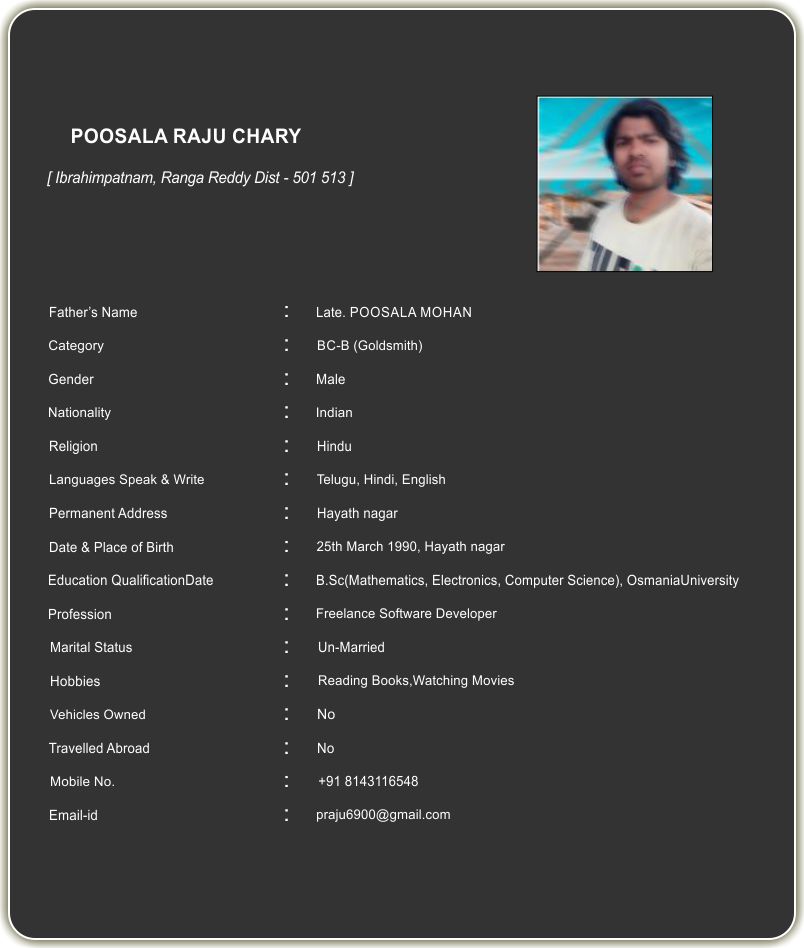 POOSALA RAJU CHARY
[ Ibrahimpatnam, Ranga Reddy Dist - 501 513 ]
Father's Name : Late. POOSALA MOHAN
Category : BC-B (Goldsmith)
Gender : Male
Nationality : Indian
Religion : Hindu
Languages Speak & Write : Telugu, Hindi, English
Permanent Address : Hayath nagar
Date & Place of Birth : 25th March 1990, Hayath nagar
Education QualificationDate : B.Sc(Mathematics, Electronics, Computer Science), OsmaniaUniversity
Profession : Freelance Software Developer
Marital Status : Un-Married
Hobbies : Reading Books,Watching Movies
Vehicles Owned : No
Travelled Abroad : No
Mobile No. : +91 8143116548
Email-id : praju6900@gmail.com